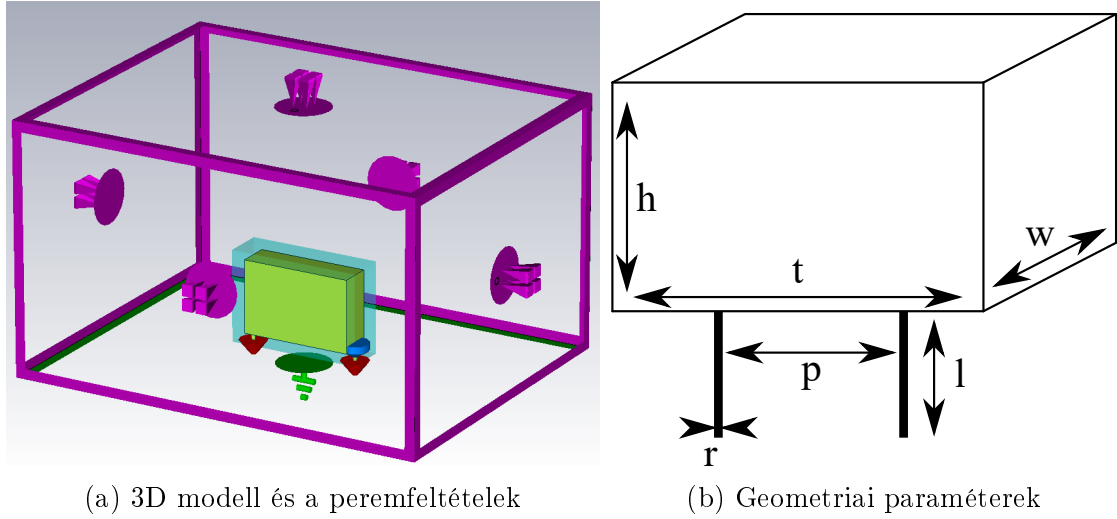 h
t
w
p
l
r
(a) 3D modell és a peremfeltételek
(b) Geometriai paraméterek